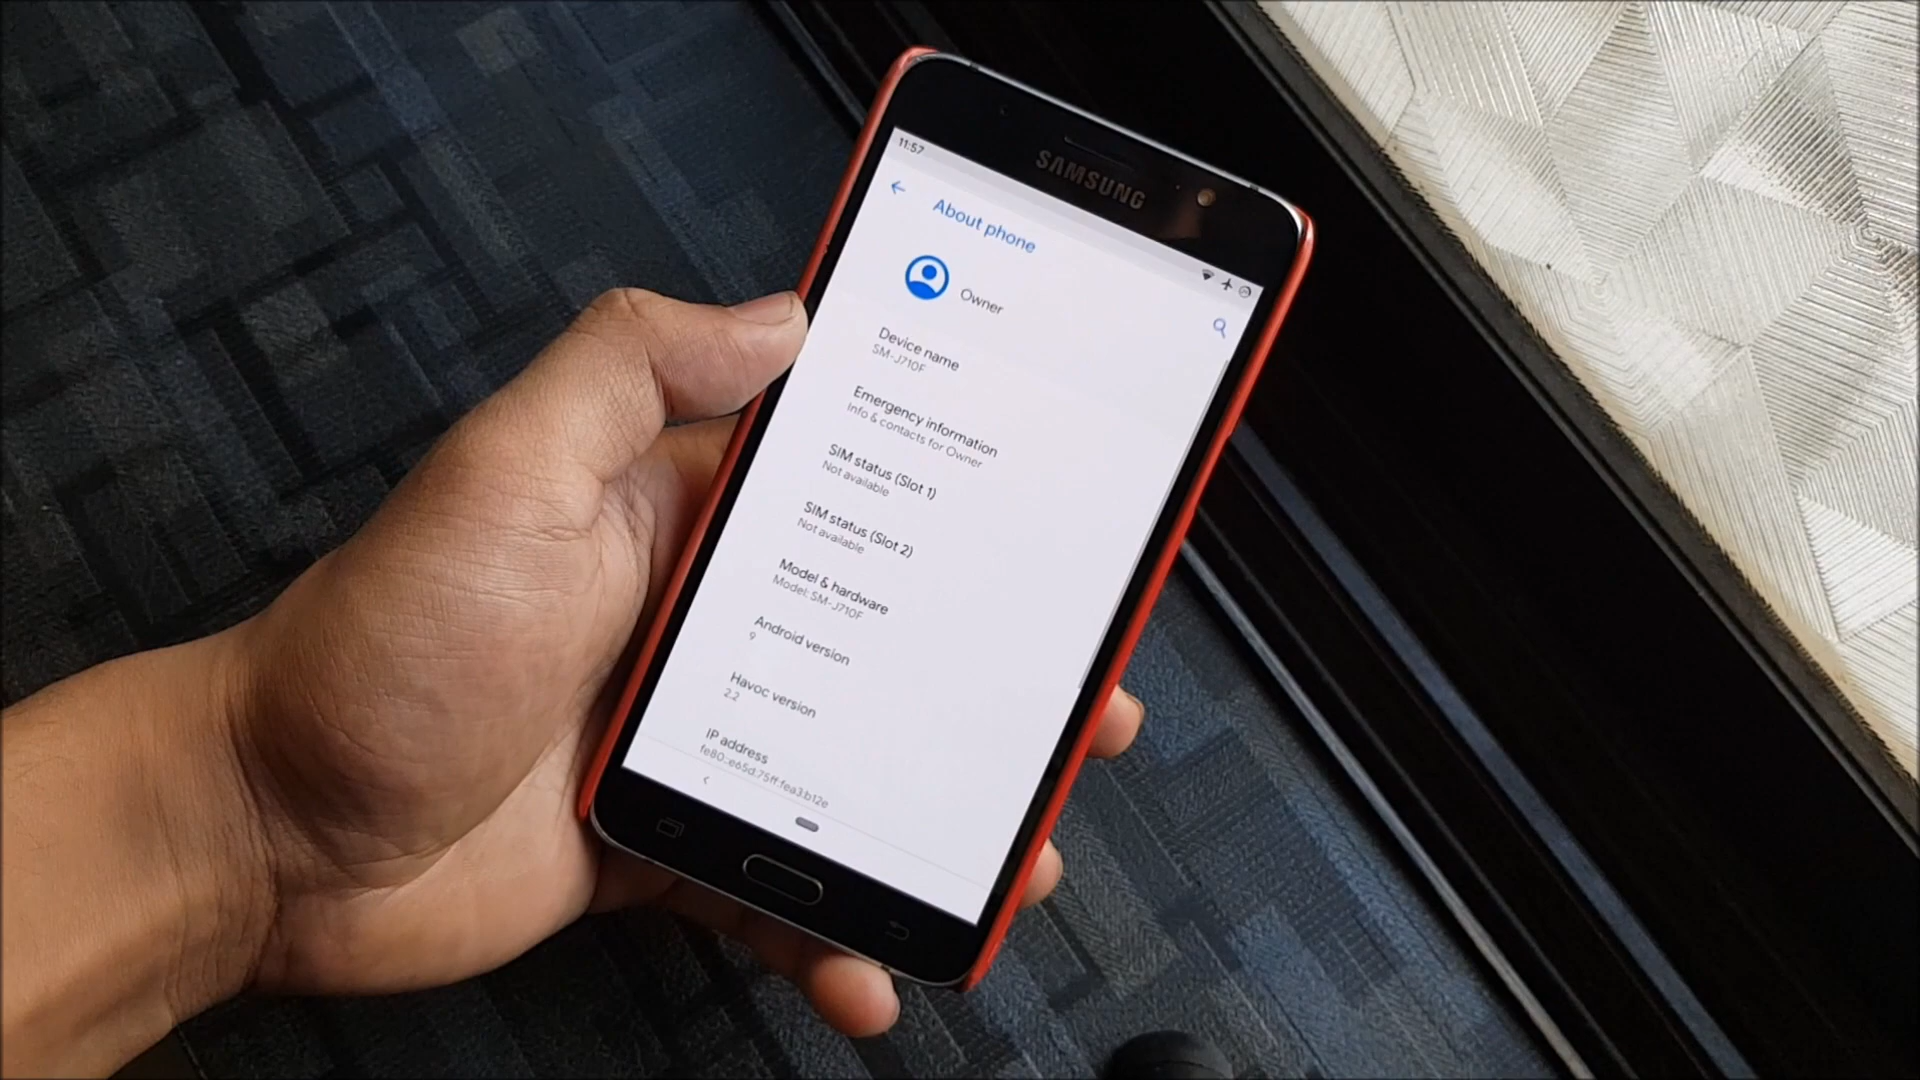 SAMSUNG
11:57
About phone
Owner
Device name
SM-J710F
Emergency information
Info & contacts for Owner
SIM status (Slot 1)
Not available
SIM status (Slot 2)
Not available
Model & hardware
Model: SM-J710F
Android version
9
Havoc version
2.2
IP address
fe80::e65d:75ff:fea3:b12e